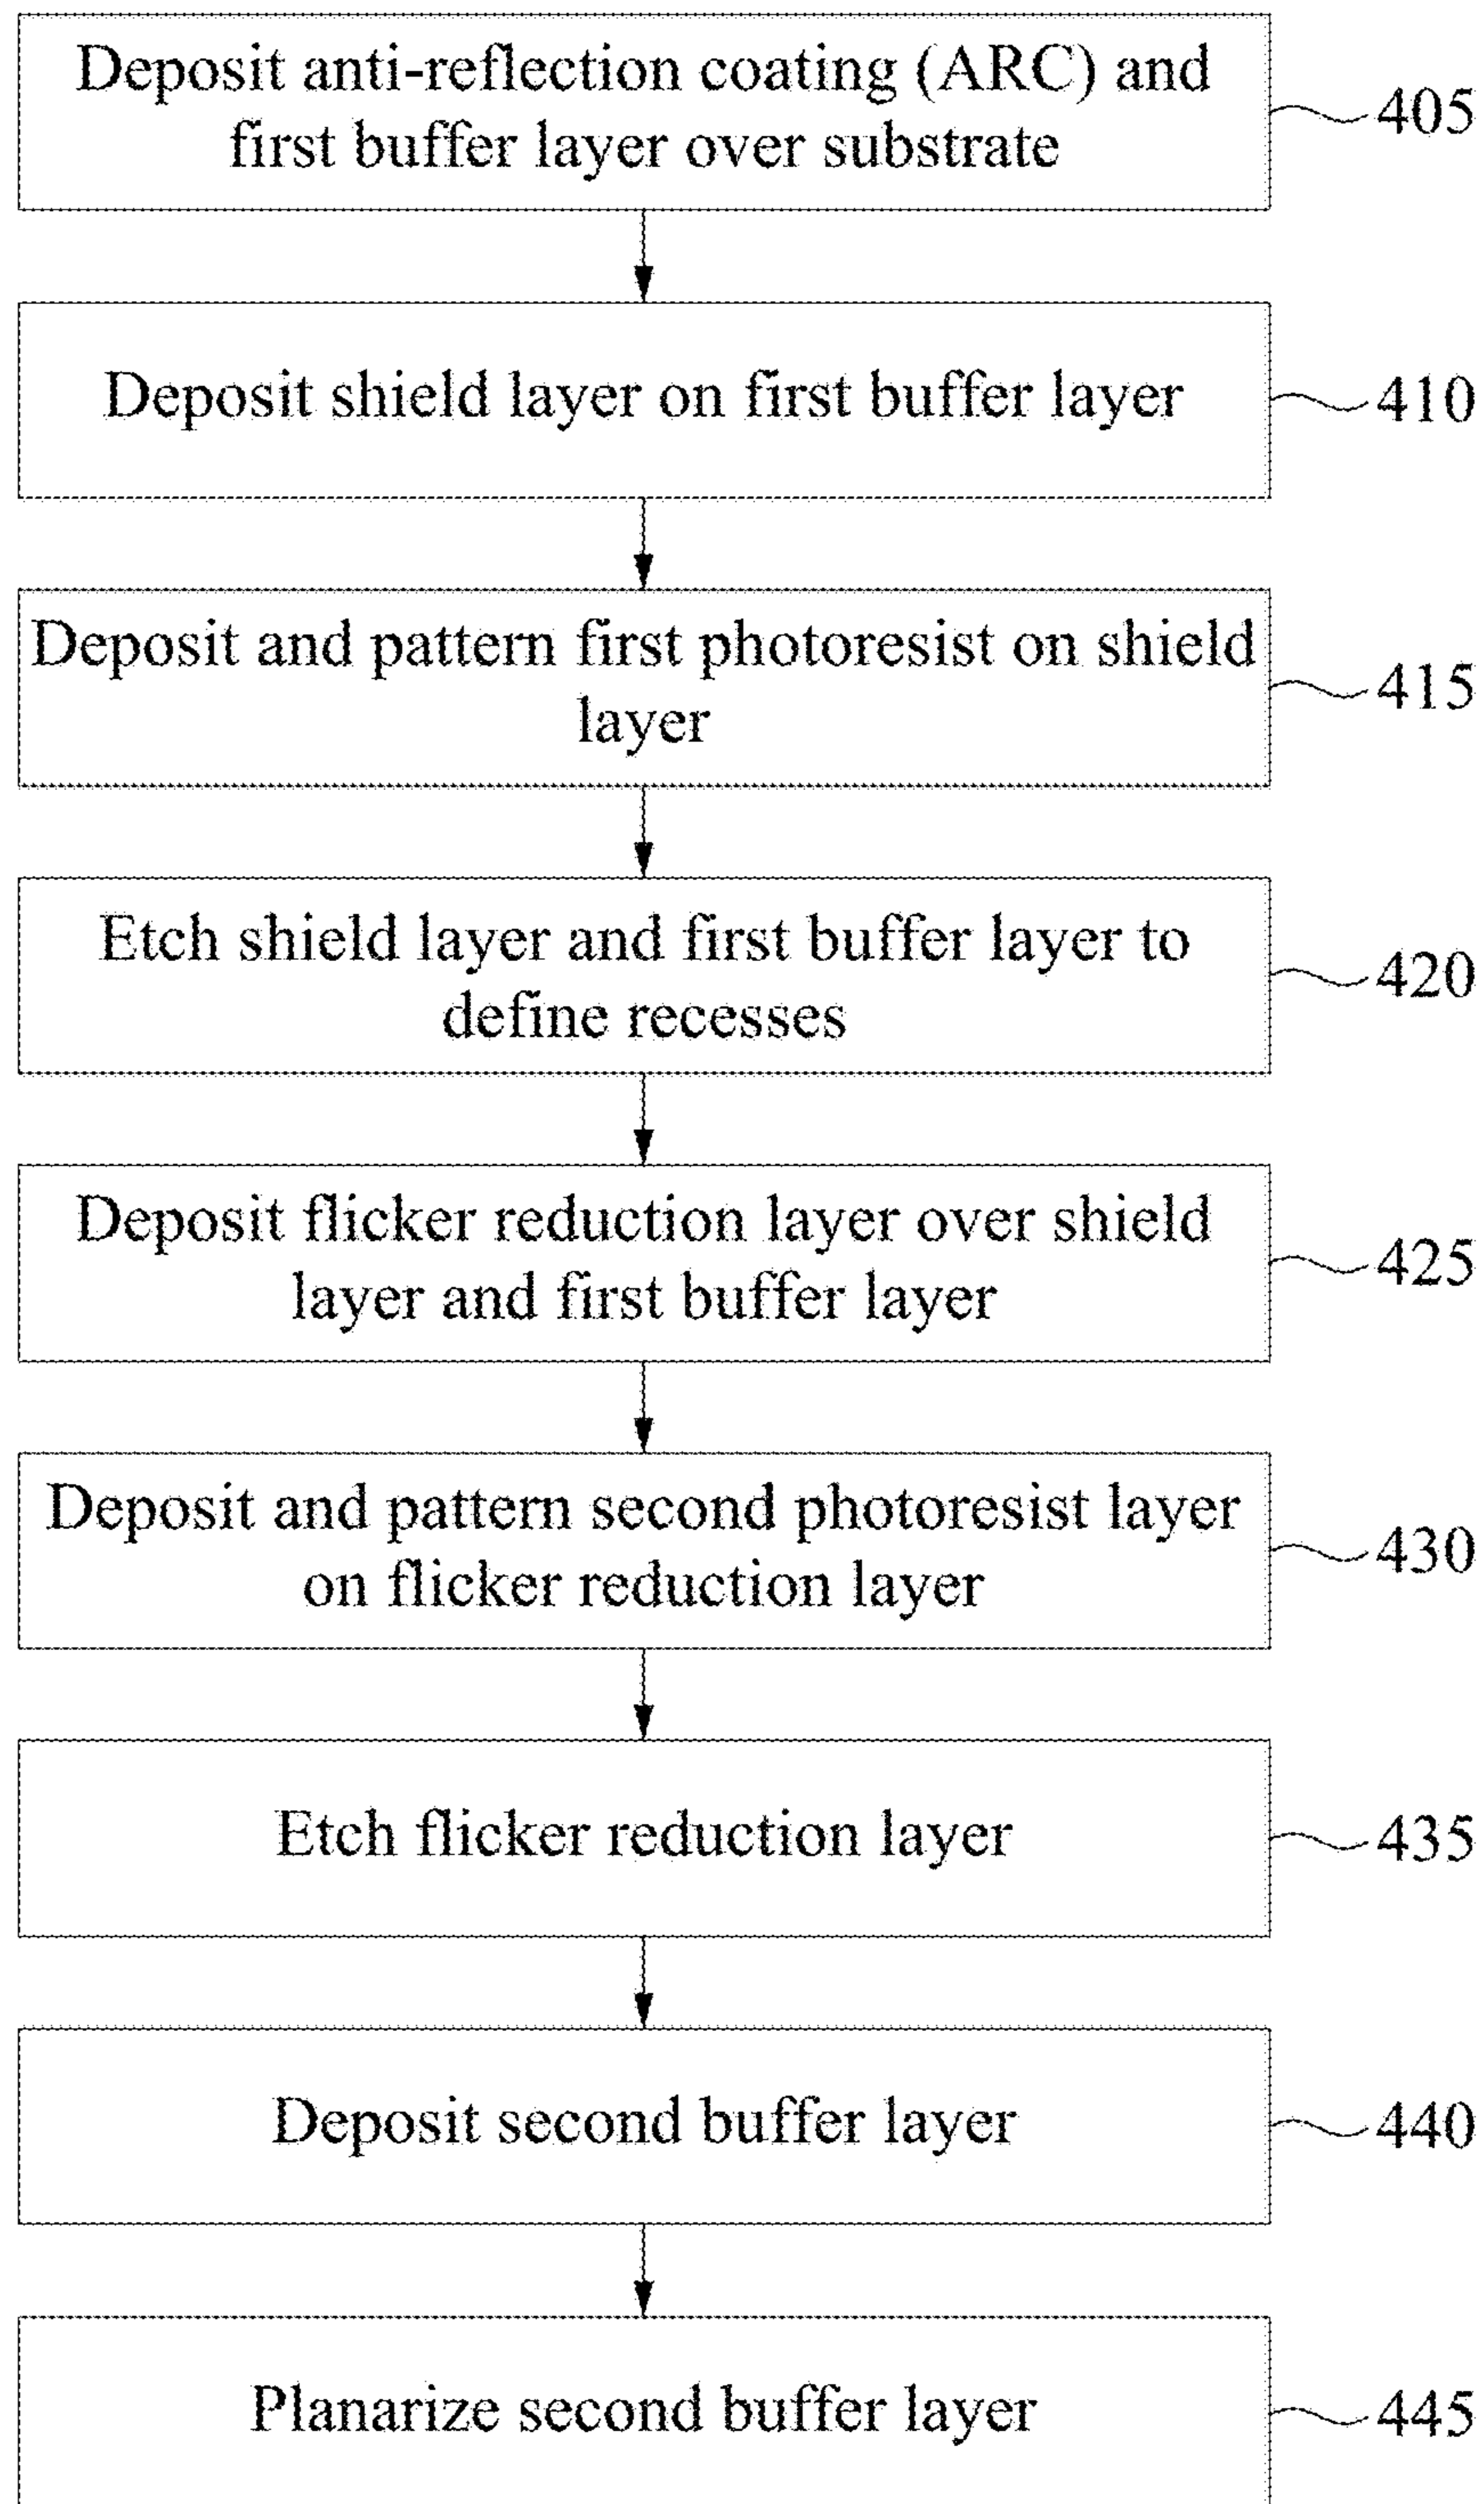 Deposit anti-reflection coating (ARC) and
first buffer layer over substrate
405
Deposit shield layer on first buffer layer
410
Deposit and pattern first photoresist on shield
layer
415
Etch shield layer and first buffer layer to
define recesses
420
Deposit flicker reduction layer over shield
layer and first buffer layer
425
Deposit and pattern second photoresist layer
on flicker reduction layer
430
Etch flicker reduction layer
435
Deposit second buffer layer
440
Planarize second buffer layer
445